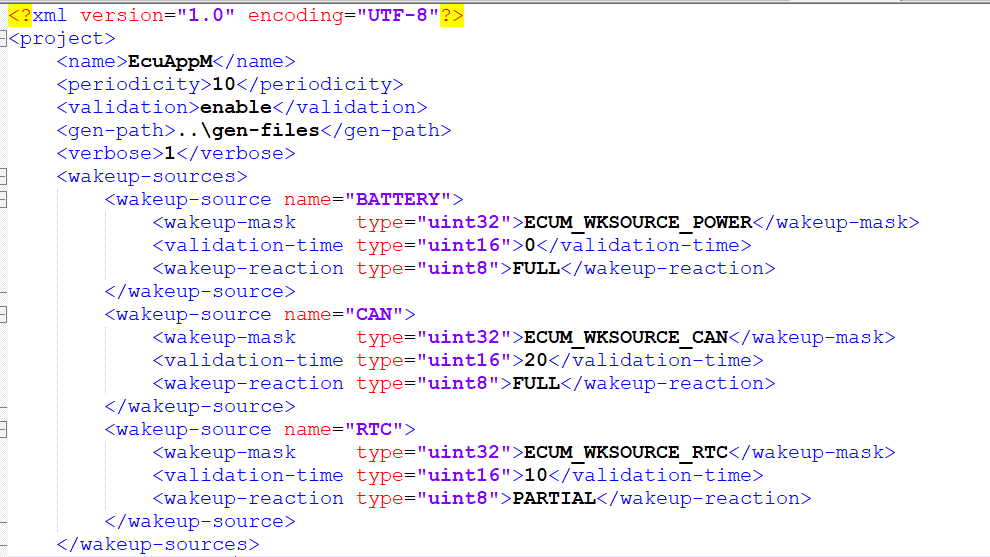 <?xml version="1.0" encoding="UTF-8"?>
<project>
    <name>EcuAppM</name>
    <periodicity>10</periodicity>
    <validation>enable</validation>
    <gen-path>..\gen-files</gen-path>
    <verbose>1</verbose>
    <wakeup-sources>
        <wakeup-source name="BATTERY">
            <wakeup-mask     type="uint32">ECUM_WKSOURCE_POWER</wakeup-mask>
            <validation-time type="uint16">0</validation-time>
            <wakeup-reaction type="uint8">FULL</wakeup-reaction>
        </wakeup-source>
        <wakeup-source name="CAN">
            <wakeup-mask     type="uint32">ECUM_WKSOURCE_CAN</wakeup-mask>
            <validation-time type="uint16">20</validation-time>
            <wakeup-reaction type="uint8">FULL</wakeup-reaction>
        </wakeup-source>
        <wakeup-source name="RTC">
            <wakeup-mask     type="uint32">ECUM_WKSOURCE_RTC</wakeup-mask>
            <validation-time type="uint16">10</validation-time>
            <wakeup-reaction type="uint8">PARTIAL</wakeup-reaction>
        </wakeup-source>
    </wakeup-sources>